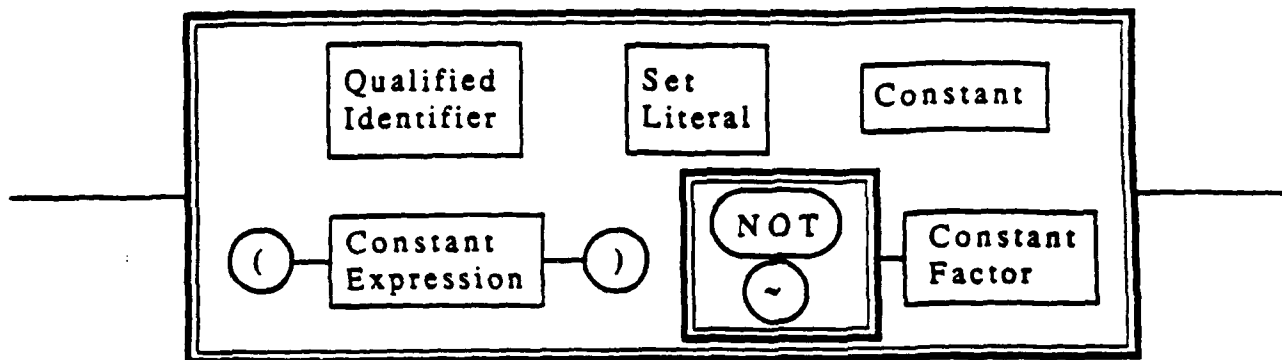 Qualified
Identifier
Set
Literal
Constant
(
Constant
Expression
)
NOT
~
Constant
Factor